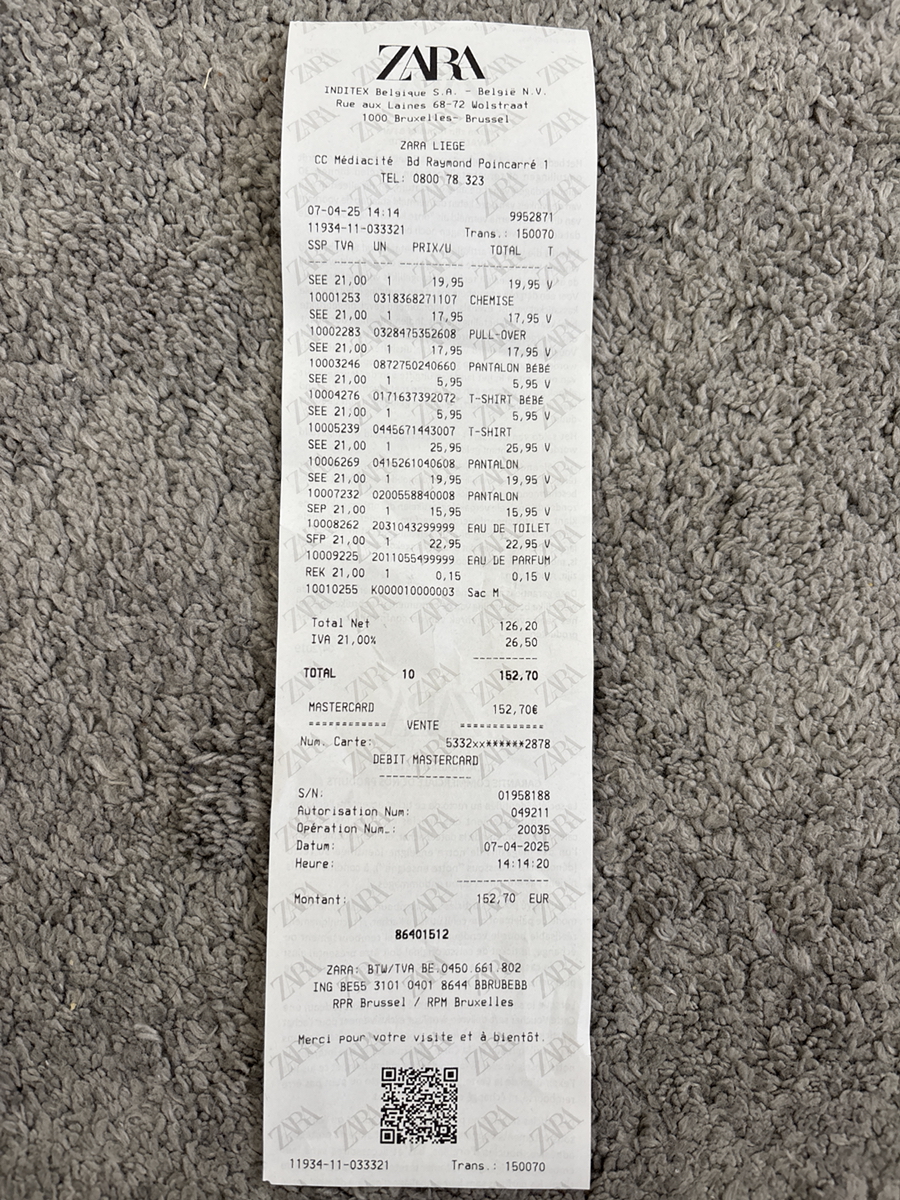 ZARA
INDITEX Belgique S.A. - België N.V.
Rue aux Laines 68-72 Wolstraat
1000 Bruxelles- Brussel
ZARA LIEGE
CC Médiacité Bd Raymond Poincarré 1
TEL: 0800 78 323
07-04-25 14:14 9952871
11934-11-033321 Trans.: 150070
SSP TVA UN PRIX/U TOTAL T
SEE 21,00 1 19,95 19,95 V
10001253 0318368271107 CHEMISE
SEE 21,00 1 17,95 17,95 V
10002283 0328475352608 PULL-OVER
SEE 21,00 1 17,95 17,95 V
10003246 0872750240660 PANTALON BÉBÉ
SEE 21,00 1 5,95 5,95 V
10004276 0171637392072 T-SHIRT BÉBÉ
SEE 21,00 1 5,95 5,95 V
10005239 0445671443007 T-SHIRT
SEE 21,00 1 25,95 25,95 V
10006269 0415261040608 PANTALON
SEE 21,00 1 19,95 19,95 V
10007232 0200558840008 PANTALON
SEP 21,00 1 15,95 15,95 V
10008262 2031043299999 EAU DE TOILET
SFP 21,00 1 22,95 22,95 V
10009225 2011055499999 EAU DE PARFUM
REK 21,00 1 0,15 0,15 V
10010255 K000010000003 Sac M
Total Net 126,20
IVA 21,00% 26,50
----------
TOTAL 10 152,70
MASTERCARD 152,70€
============ VENTE =============
Num. Carte: 5332xx******2878
DEBIT MASTERCARD
--------------
S/N: 01958188
Autorisation Num: 049211
Opération Num.: 20035
Datum: 07-04-2025
Heure: 14:14:20
--------------
Montant: 152,70 EUR
86401512
ZARA: BTW/TVA BE.0450.661.802
ING BE55 3101 0401 8644 BBRUBEBB
RPR Brussel / RPM Bruxelles
Merci pour votre visite et à bientôt.
11934-11-033321 Trans.: 150070